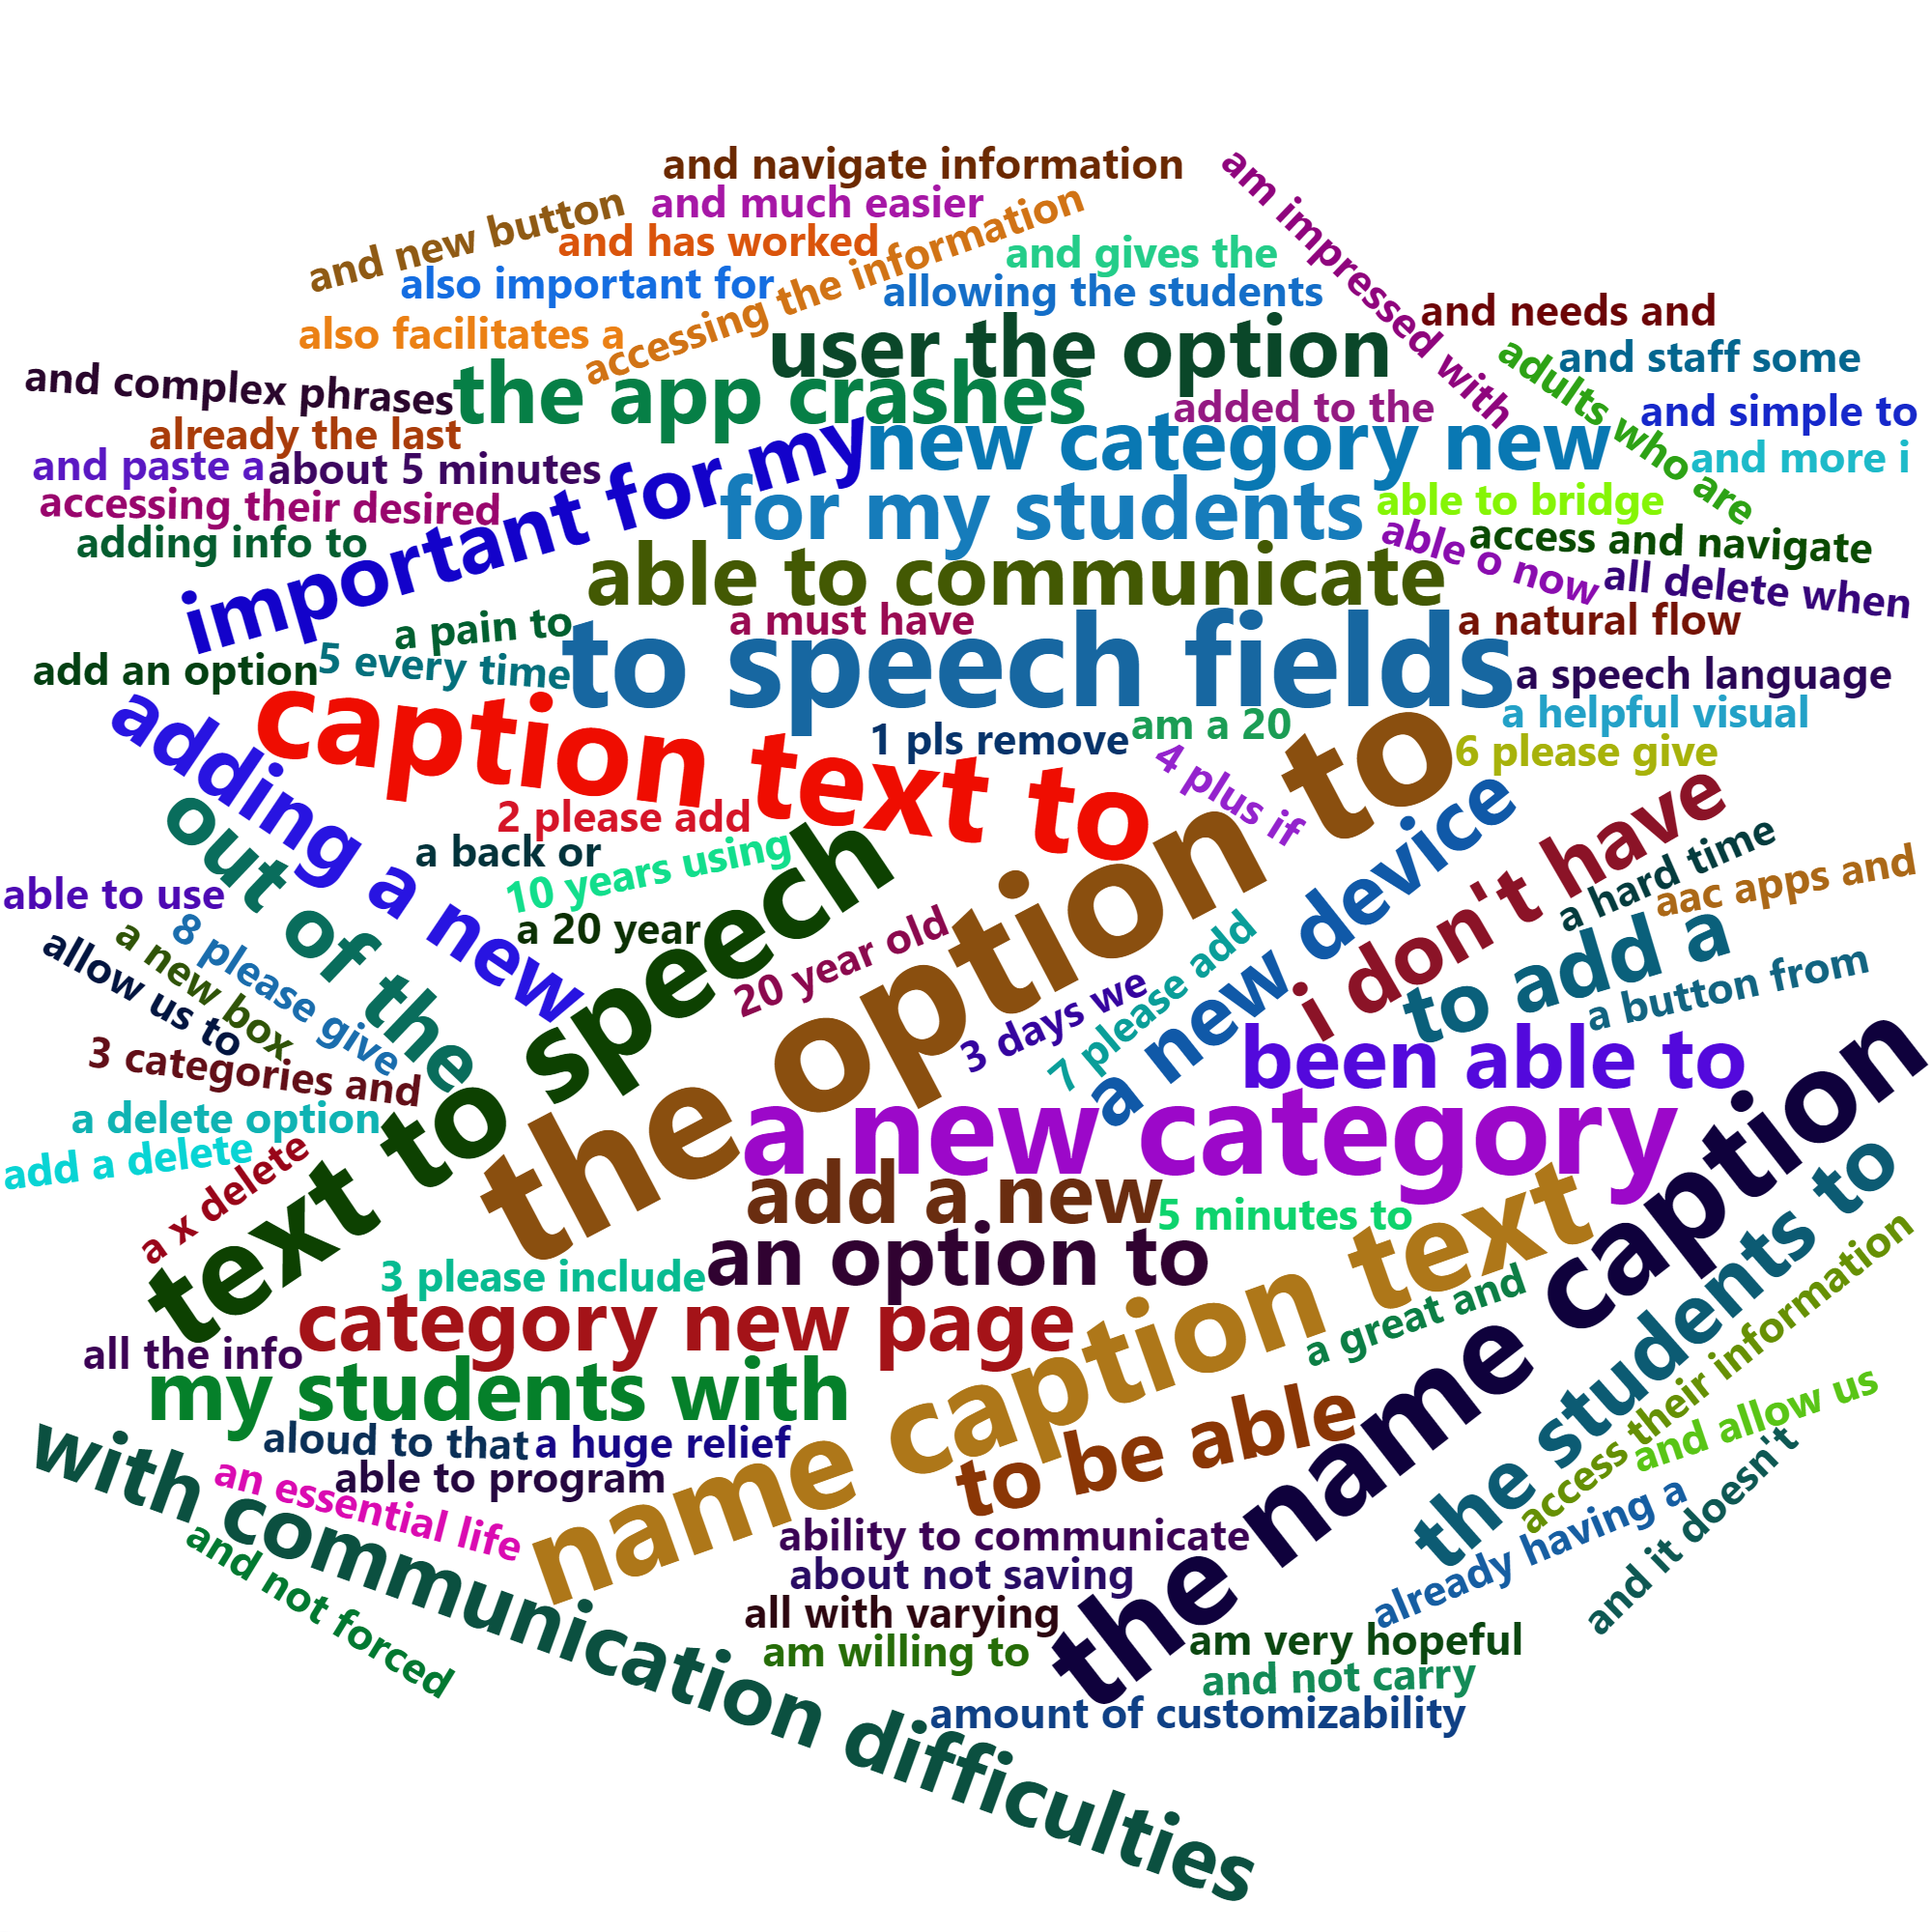 and navigate information
am impressed with
and much easier
and new button
and has worked
accessing the information
and gives the
also important for
allowing the students
and needs and
also facilitates a
user the option
adults who are
and staff some
and complex phrases
the app crashes
added to the
and simple to
already the last
important for my
new category new
and more i
and paste a
about 5 minutes
accessing their desired
for my students
able to bridge
adding info to
able o now
access and navigate
able to communicate
all delete when
a pain to
a must have
a natural flow
add an option
5 every time
to speech fields
a speech language
adding a new
caption text to
1 pls remove
am a 20
a helpful visual
4 plus if
6 please give
out of the
2 please add
a new device
i don't have
a back or
10 years using
a hard time
aac apps and
able to use
a 20 year
text to speech
20 year old
the option to
8 please give
a new box
allow us to
3 days we
7 please add
to add a
a button from
3 categories and
been able to
a delete option
a new category
add a delete
a x delete
add a new
5 minutes to
3 please include
an option to
name caption text
the name caption
the students to
access their information
all the info
category new page
a great and
my students with
to be able
and allow us
aloud to that
a huge relief
with communication difficulties
an essential life
able to program
already having a
and it doesn't
and not forced
ability to communicate
about not saving
all with varying
am willing to
am very hopeful
and not carry
amount of customizability